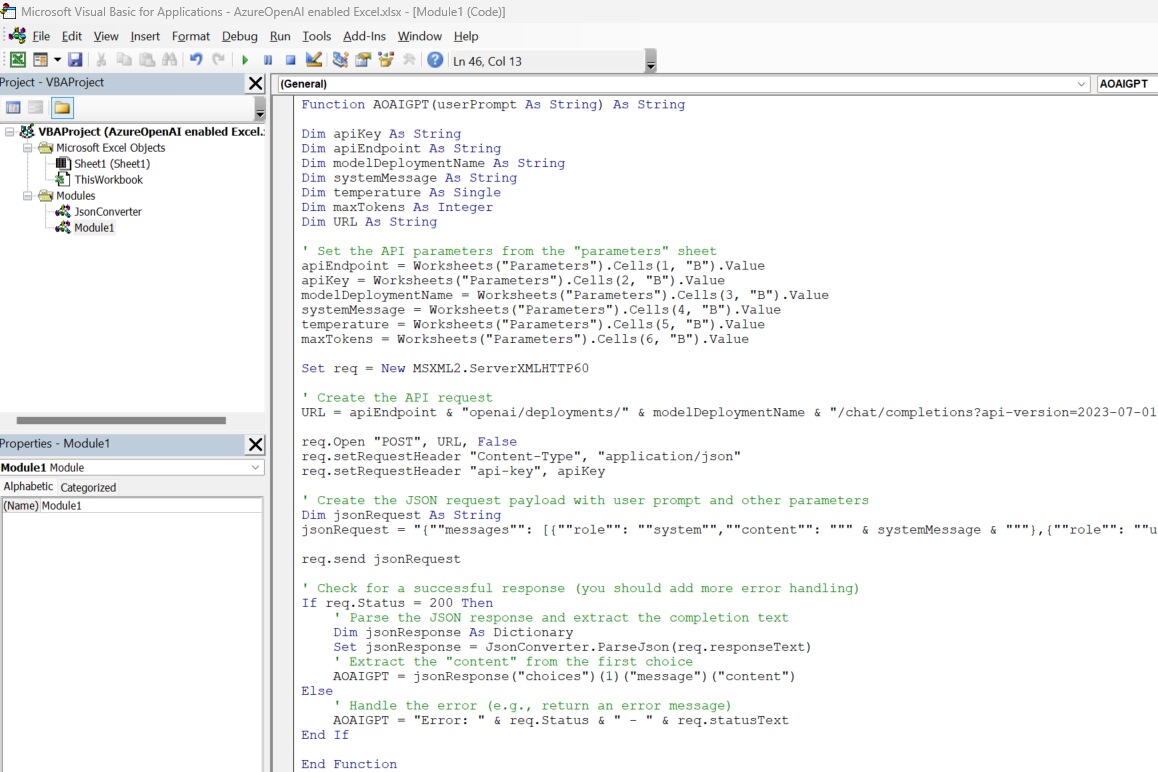 Microsoft Visual Basic for Applications - AzureOpenAI enabled Excel.xlsx - [Module1 (Code)]
File Edit View Insert Format Debug Run Tools Add-Ins Window Help
Ln 46, Col 13
Project - VBAProject
VBAProject (AzureOpenAI enabled Excel.
Microsoft Excel Objects
Sheet1 (Sheet1)
ThisWorkbook
Modules
JsonConverter
Module1
Properties - Module1
Module1 Module
Alphabetic Categorized
(Name) Module1
(General) AOAIGPT
Function AOAIGPT(userPrompt As String) As String
Dim apiKey As String
Dim apiEndpoint As String
Dim modelDeploymentName As String
Dim systemMessage As String
Dim temperature As Single
Dim maxTokens As Integer
Dim URL As String
' Set the API parameters from the "parameters" sheet
apiEndpoint = Worksheets("Parameters").Cells(1, "B").Value
apiKey = Worksheets("Parameters").Cells(2, "B").Value
modelDeploymentName = Worksheets("Parameters").Cells(3, "B").Value
systemMessage = Worksheets("Parameters").Cells(4, "B").Value
temperature = Worksheets("Parameters").Cells(5, "B").Value
maxTokens = Worksheets("Parameters").Cells(6, "B").Value
Set req = New MSXML2.ServerXMLHTTP60
' Create the API request
URL = apiEndpoint & "openai/deployments/" & modelDeploymentName & "/chat/completions?api-version=2023-07-01
req.Open "POST", URL, False
req.setRequestHeader "Content-Type", "application/json"
req.setRequestHeader "api-key", apiKey
' Create the JSON request payload with user prompt and other parameters
Dim jsonRequest As String
jsonRequest = "{""messages"": [{""role"": ""system"",""content"": """ & systemMessage & """},{""role"": ""u
req.send jsonRequest
' Check for a successful response (you should add more error handling)
If req.Status = 200 Then
' Parse the JSON response and extract the completion text
Dim jsonResponse As Dictionary
Set jsonResponse = JsonConverter.ParseJson(req.responseText)
' Extract the "content" from the first choice
AOAIGPT = jsonResponse("choices")(1)("message")("content")
Else
' Handle the error (e.g., return an error message)
AOAIGPT = "Error: " & req.Status & " - " & req.statusText
End If
End Function